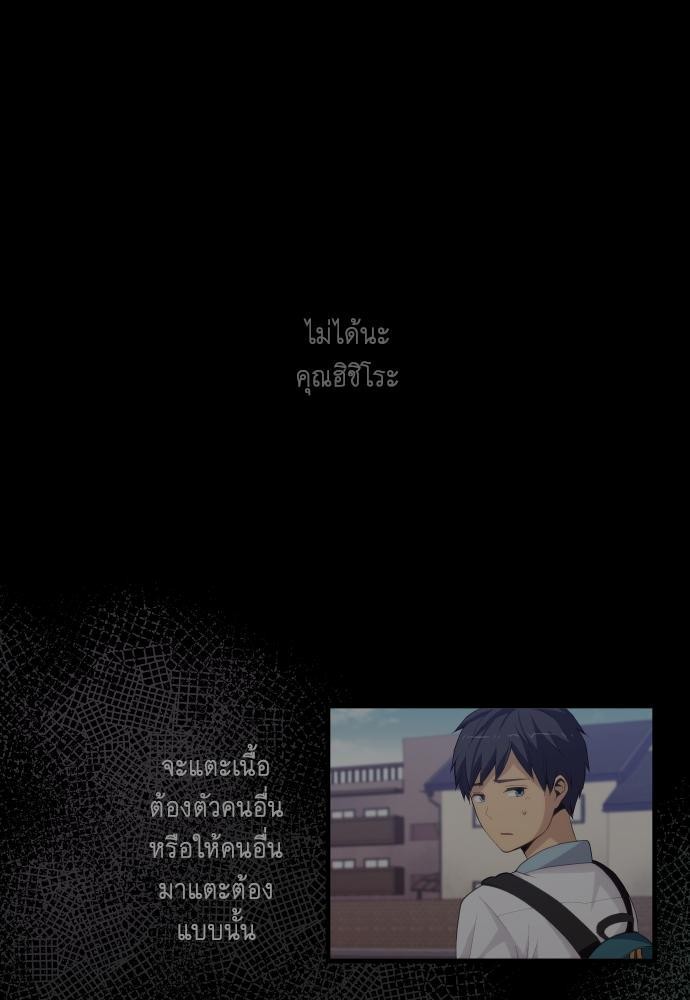 ไม่ได้นะ
คุณฮิชิโระ
จะแตะเนื้อ
ต้องตัวคนอื่น
หรือให้คนอื่น
มาแตะต้อง
แบบนั้น